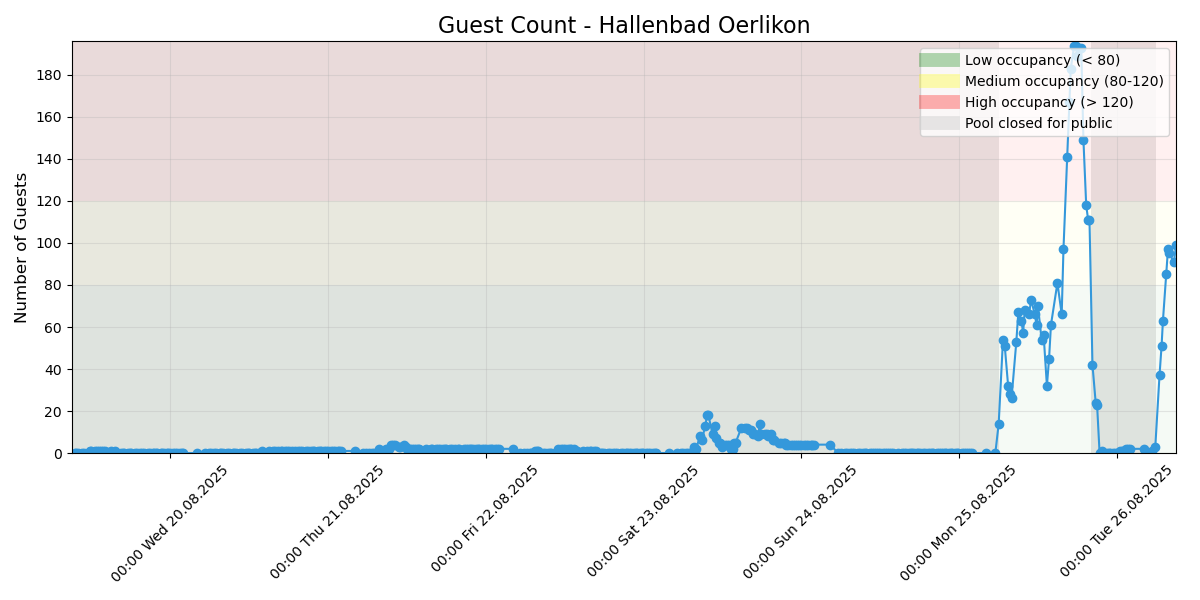 Guest Count - Hallenbad Oerlikon
Low occupancy (< 80)
Medium occupancy (80-120)
High occupancy (> 120)
Pool closed for public
Number of Guests
180
160
140
120
100
80
60
40
20
0
00:00 Wed 20.08.2025
00:00 Thu 21.08.2025
00:00 Fri 22.08.2025
00:00 Sat 23.08.2025
00:00 Sun 24.08.2025
00:00 Mon 25.08.2025
00:00 Tue 26.08.2025